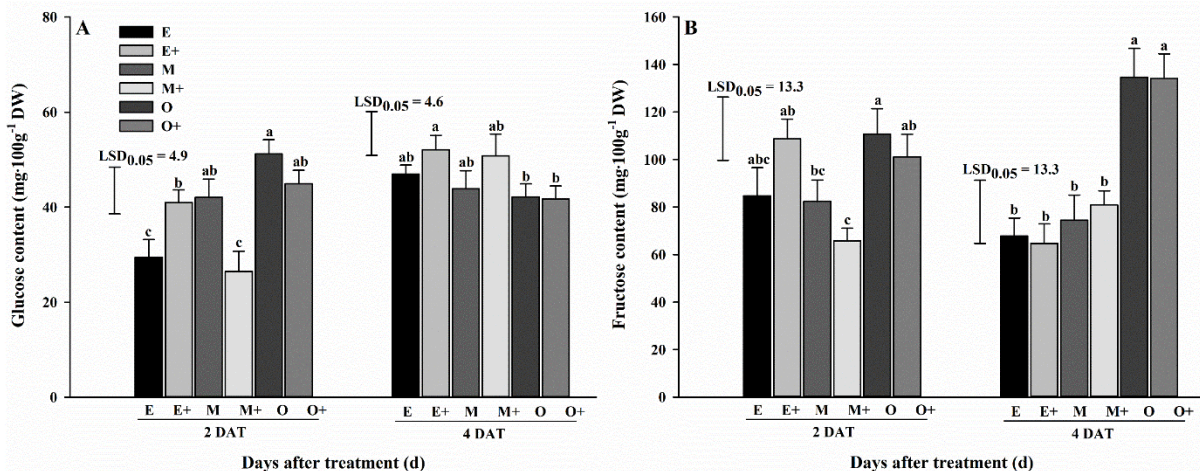 A
Glucose content (mg·100g-1 DW)
80
60
40
20
0
E
E+
M
M+
O
O+
LSD0.05 = 4.9
c
b
ab
c
a
ab
LSD0.05 = 4.6
ab
a
ab
ab
b
b
E E+ M M+ O O+
2 DAT
E E+ M M+ O O+
4 DAT
Days after treatment (d)
B
Fructose content (mg·100g-1 DW)
160
140
120
100
80
60
40
20
0
LSD0.05 = 13.3
abc
ab
bc
c
a
ab
LSD0.05 = 13.3
b
b
b
b
a
a
E E+ M M+ O O+
2 DAT
E E+ M M+ O O+
4 DAT
Days after treatment (d)